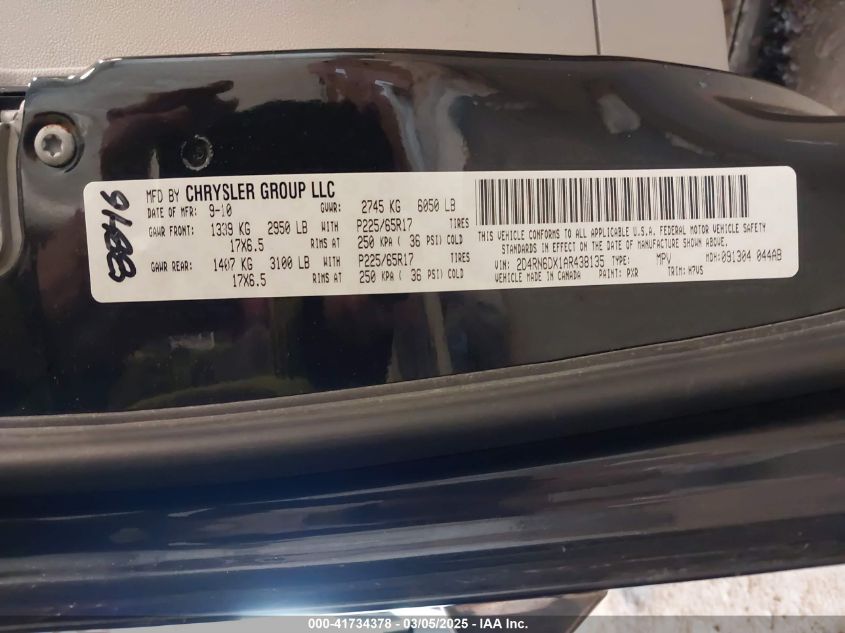 9483
MFD BY CHRYSLER GROUP LLC
DATE OF MFR: 9-10 GVWR: 2745 KG 6050 LB
GAWR FRONT: 1339 KG 2950 LB WITH P225/65R17 TIRES
17X6.5 RIMS AT 250 KPA ( 36 PSI) COLD
GAWR REAR: 1407 KG 3100 LB WITH P225/65R17 TIRES
17X6.5 RIMS AT 250 KPA ( 36 PSI) COLD
THIS VEHICLE CONFORMS TO ALL APPLICABLE U.S.A. FEDERAL MOTOR VEHICLE SAFETY
STANDARDS IN EFFECT ON THE DATE OF MANUFACTURE SHOWN ABOVE.
VIN: 2D4RN6DX1AR438135 TYPE: MPV MDH: 091304 044AB
VEHICLE MADE IN CANADA PAINT: PXR TRIM: H7VS
000-41734378 - 03/05/2025 - IAA Inc.